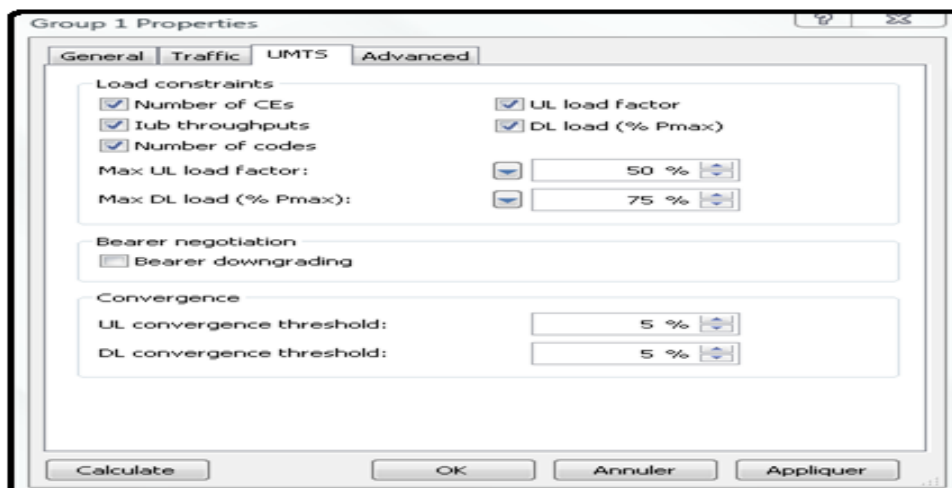 Group 1 Properties
General Traffic UMTS Advanced
Load constraints
Number of CEs UL load factor
Iub throughputs DL load (% Pmax)
Number of codes
Max UL load factor: 50 %
Max DL load (% Pmax): 75 %
Bearer negotiation
Bearer downgrading
Convergence
UL convergence threshold: 5 %
DL convergence threshold: 5 %
Calculate OK Annuler Appliquer